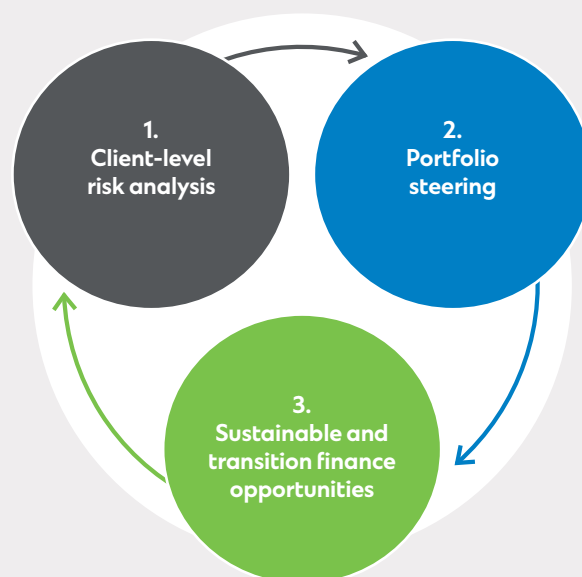 1.
Client-level
risk analysis
2.
Portfolio
steering
3.
Sustainable and
transition finance
opportunities